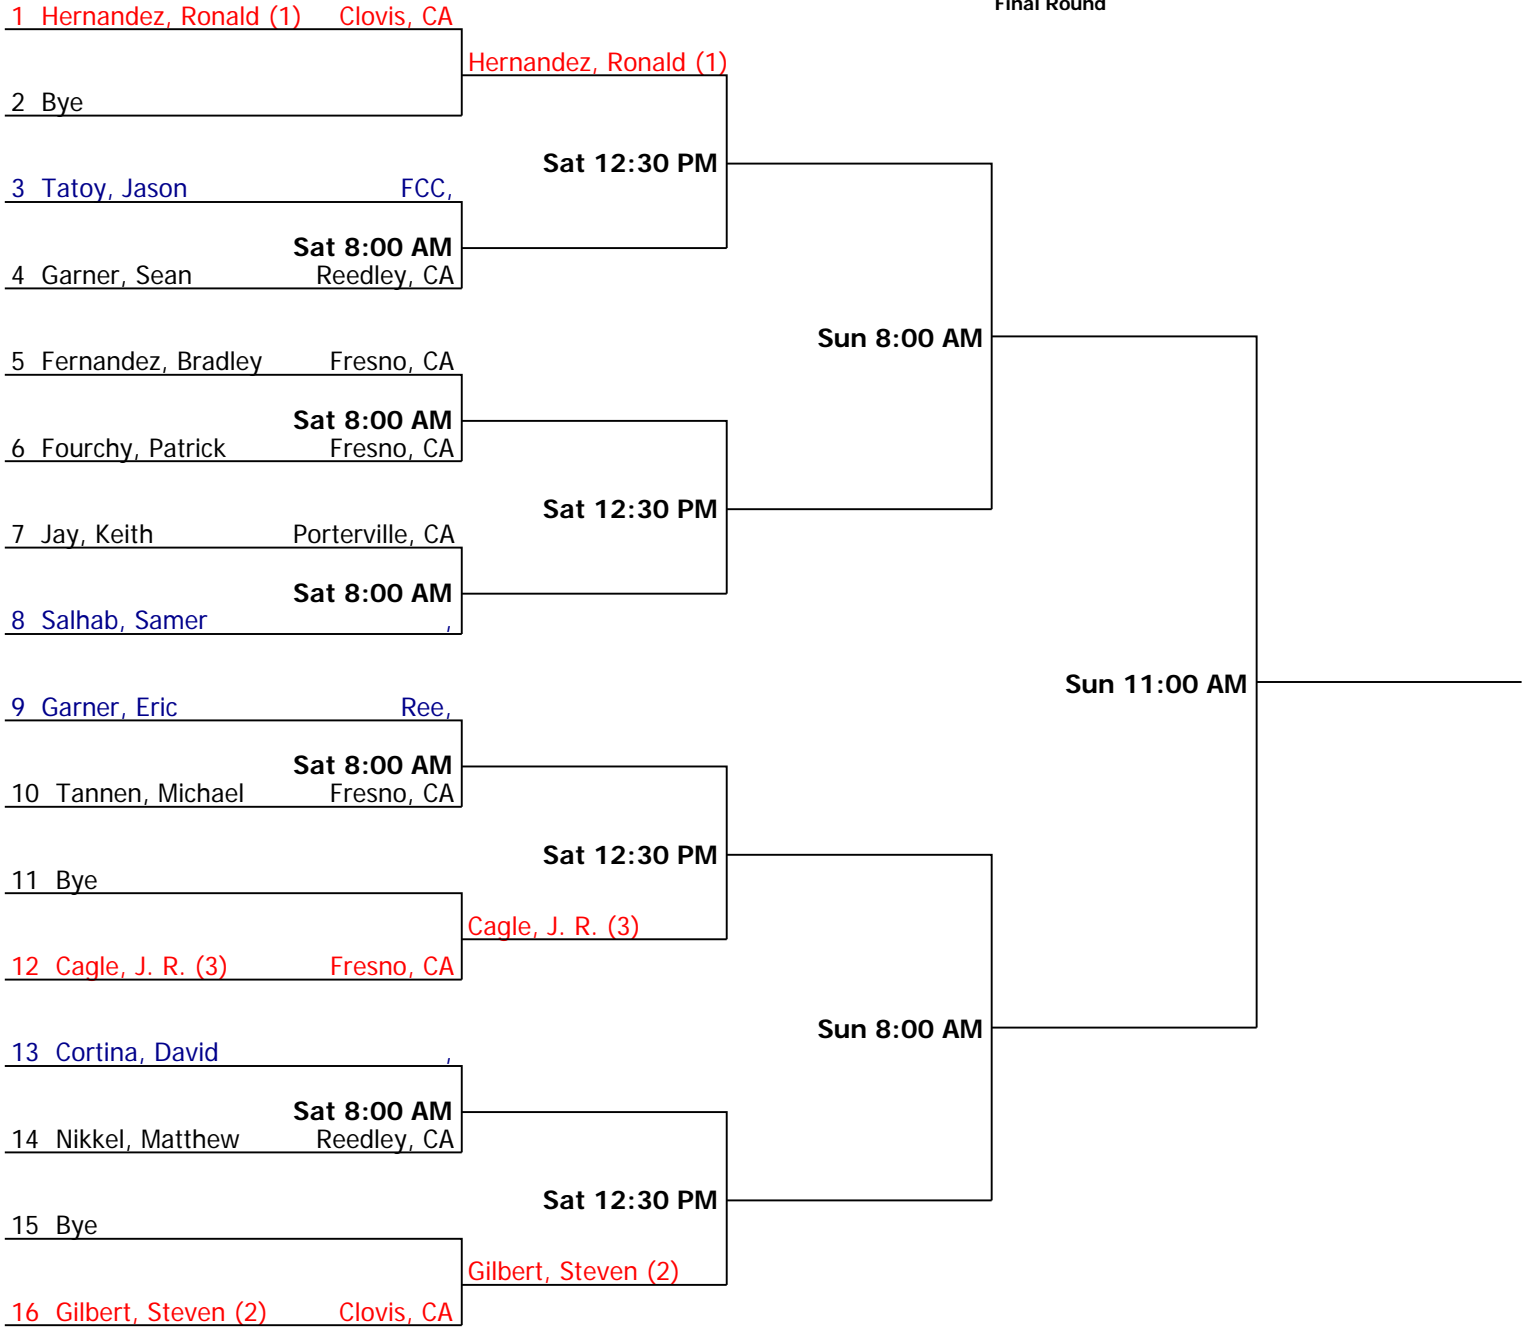 Final Round
1 Hernandez, Ronald (1) Clovis, CA
Hernandez, Ronald (1)
2 Bye
Sat 12:30 PM
3 Tatoy, Jason FCC,
Sat 8:00 AM
4 Garner, Sean Reedley, CA
Sun 8:00 AM
5 Fernandez, Bradley Fresno, CA
Sat 8:00 AM
6 Fourchy, Patrick Fresno, CA
Sat 12:30 PM
7 Jay, Keith Porterville, CA
Sat 8:00 AM
8 Salhab, Samer ,
Sun 11:00 AM
9 Garner, Eric Ree,
Sat 8:00 AM
10 Tannen, Michael Fresno, CA
Sat 12:30 PM
11 Bye
Cagle, J. R. (3)
12 Cagle, J. R. (3) Fresno, CA
Sun 8:00 AM
13 Cortina, David ,
Sat 8:00 AM
14 Nikkel, Matthew Reedley, CA
Sat 12:30 PM
15 Bye
Gilbert, Steven (2)
16 Gilbert, Steven (2) Clovis, CA